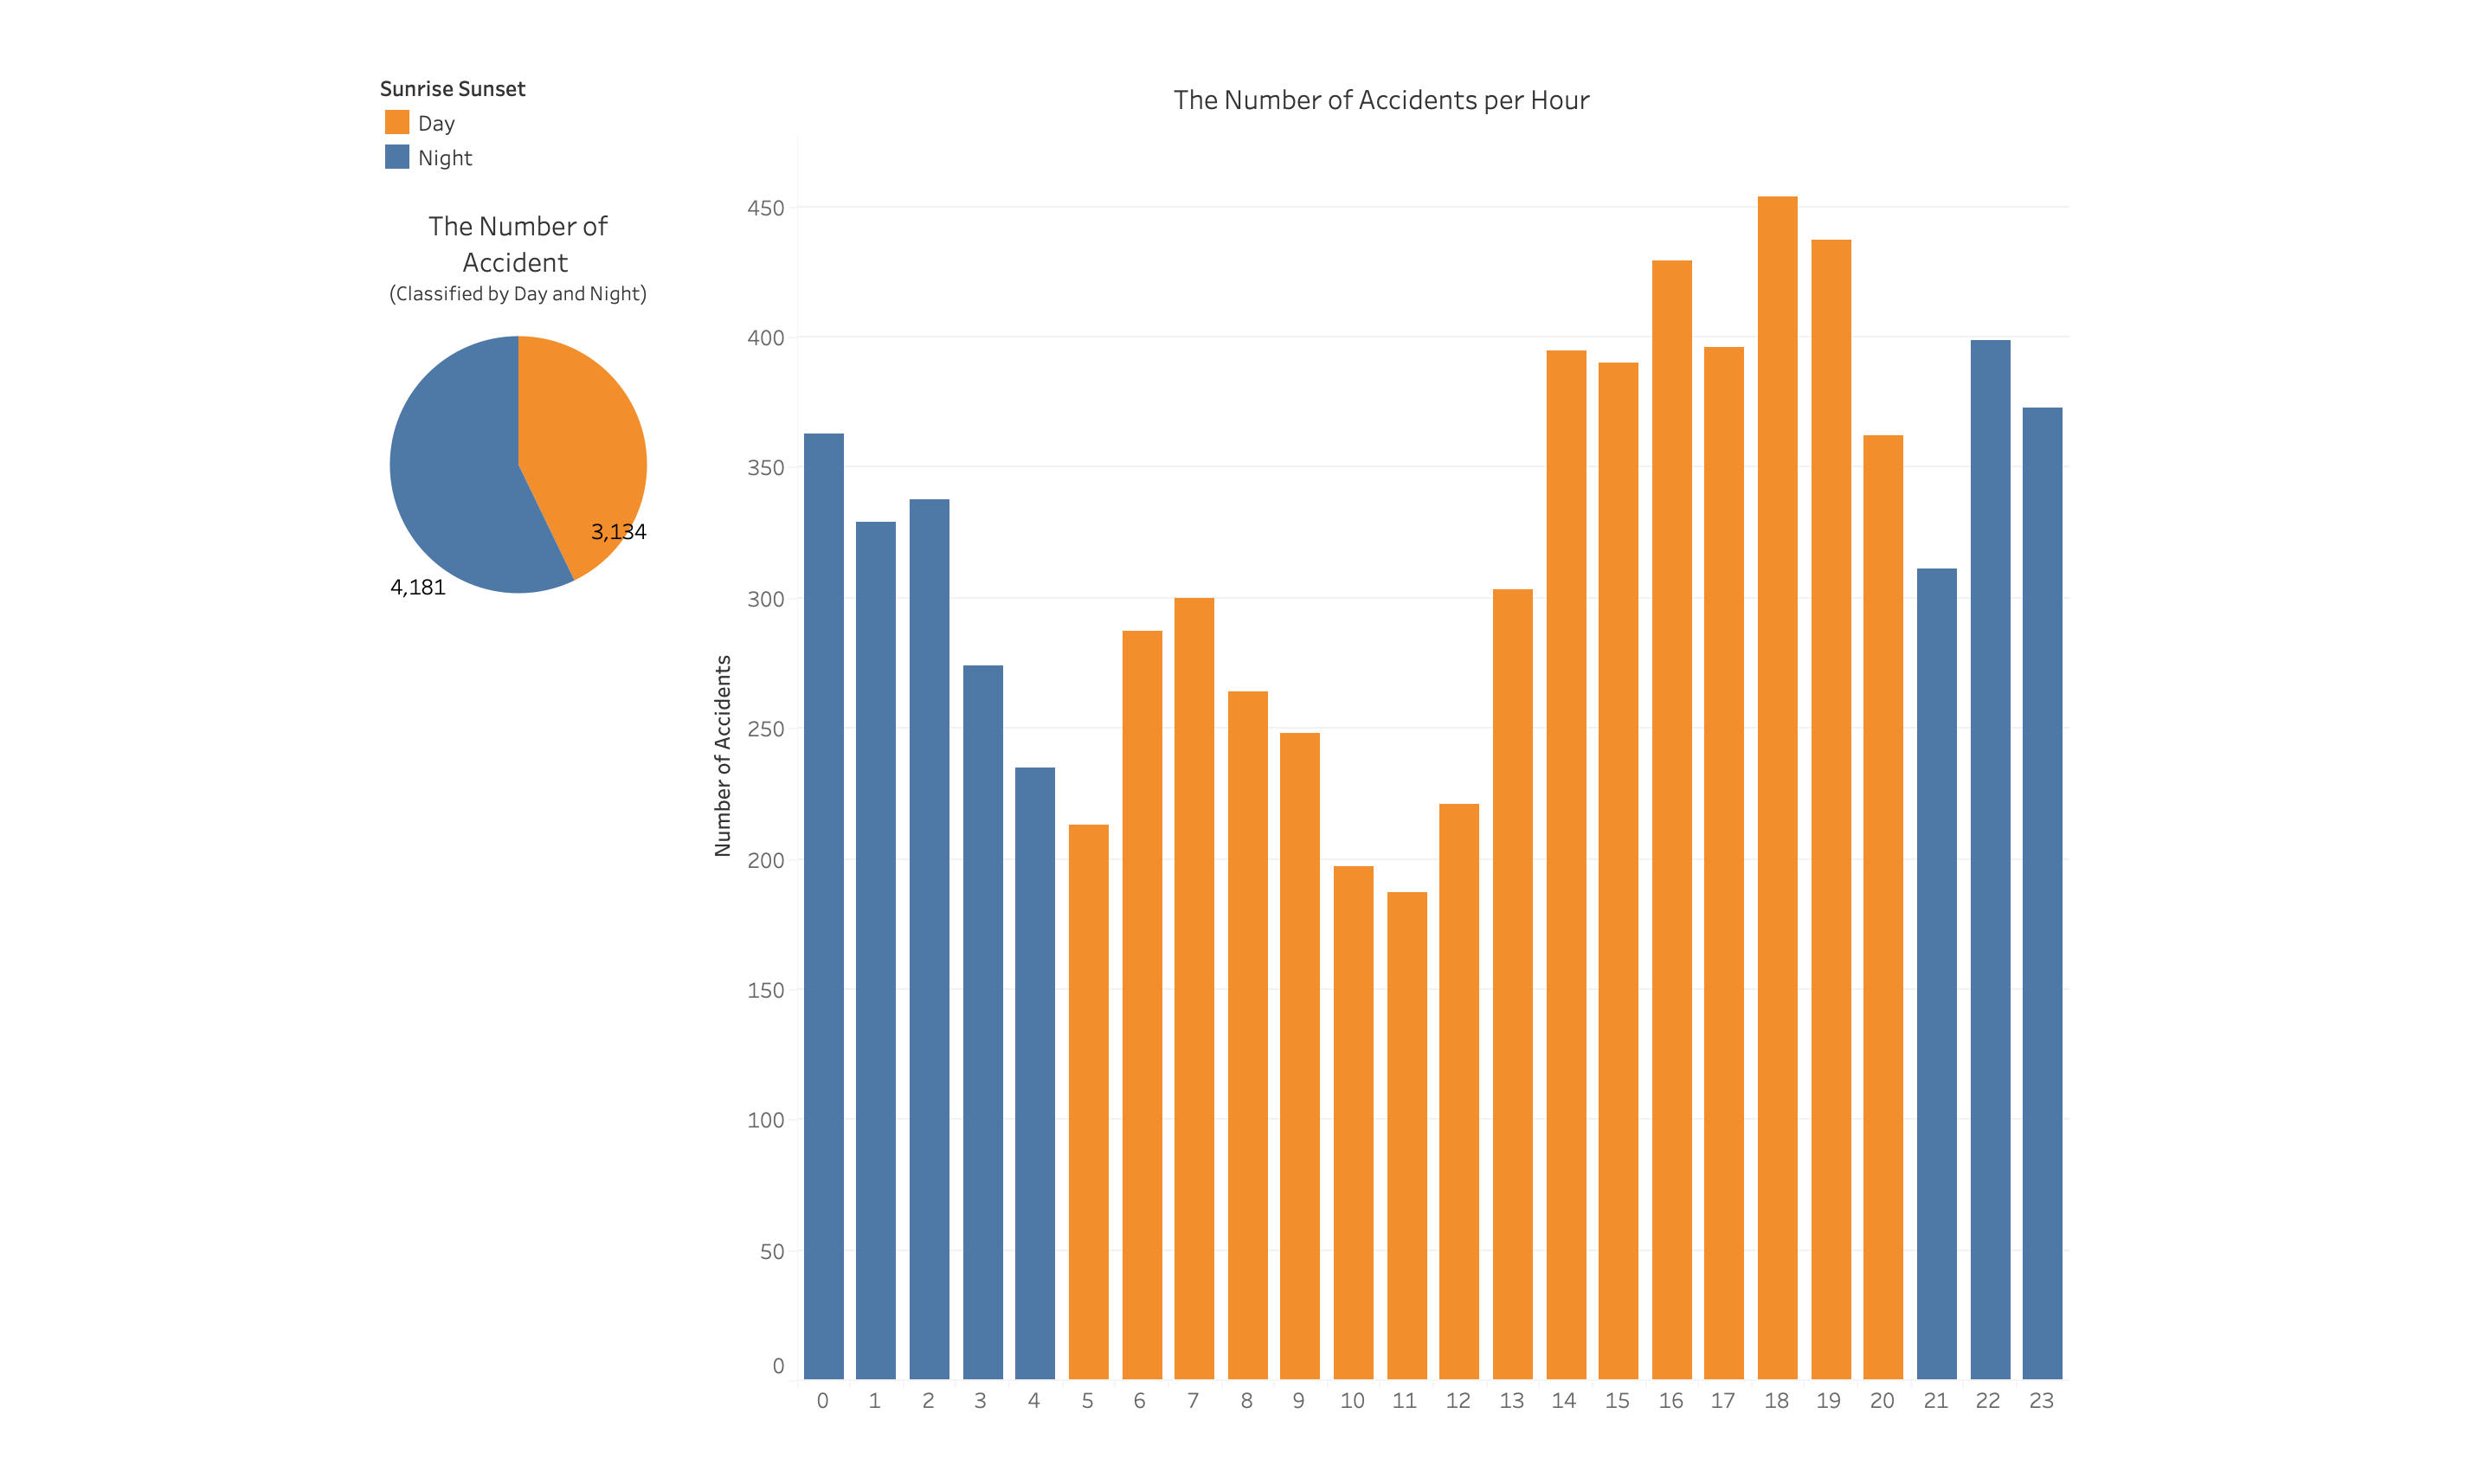 Sunrise Sunset
Day
Night
The Number of
Accident
(Classified by Day and Night)
3,134
4,181
The Number of Accidents per Hour
Number of Accidents
450
400
350
300
250
200
150
100
50
0
0 1 2 3 4 5 6 7 8 9 10 11 12 13 14 15 16 17 18 19 20 21 22 23